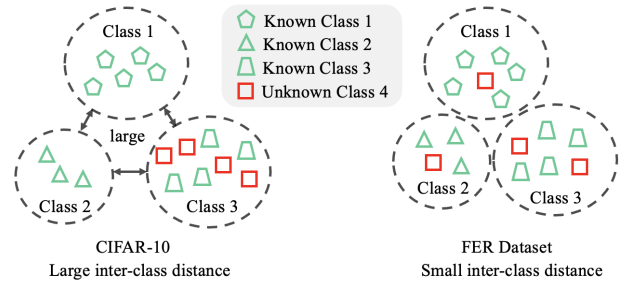 Class 1
large
Class 2
Class 3
CIFAR-10
Large inter-class distance
Known Class 1
Known Class 2
Known Class 3
Unknown Class 4
Class 1
Class 2
Class 3
FER Dataset
Small inter-class distance